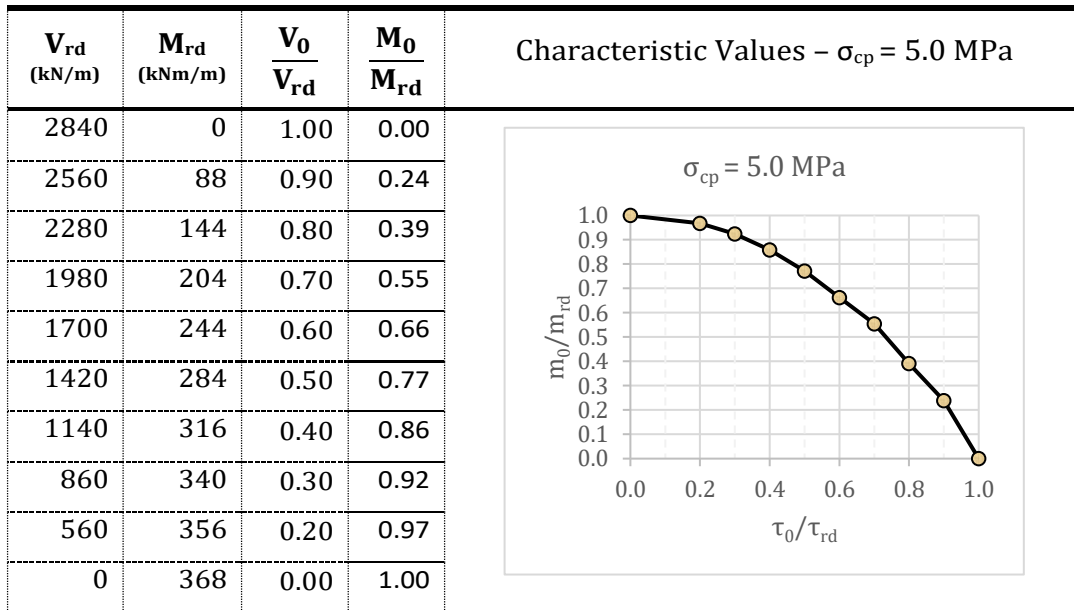 Vrd (kN/m) Mrd (kNm/m) V0/Vrd M0/Mrd Characteristic Values – σcp = 5.0 MPa
2840 0 1.00 0.00
2560 88 0.90 0.24
2280 144 0.80 0.39
1980 204 0.70 0.55
1700 244 0.60 0.66
1420 284 0.50 0.77
1140 316 0.40 0.86
860 340 0.30 0.92
560 356 0.20 0.97
0 368 0.00 1.00
σcp = 5.0 MPa
m0/mrd
1.0
0.9
0.8
0.7
0.6
0.5
0.4
0.3
0.2
0.1
0.0
0.0 0.2 0.4 0.6 0.8 1.0
τ0/τrd